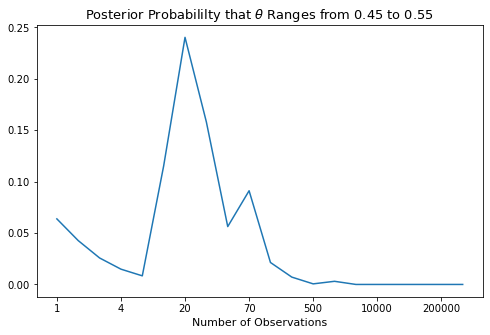 Posterior Probabililty that θ Ranges from 0.45 to 0.55
0.25
0.20
0.15
0.10
0.05
0.00
1 4 20 70 500 10000 200000
Number of Observations